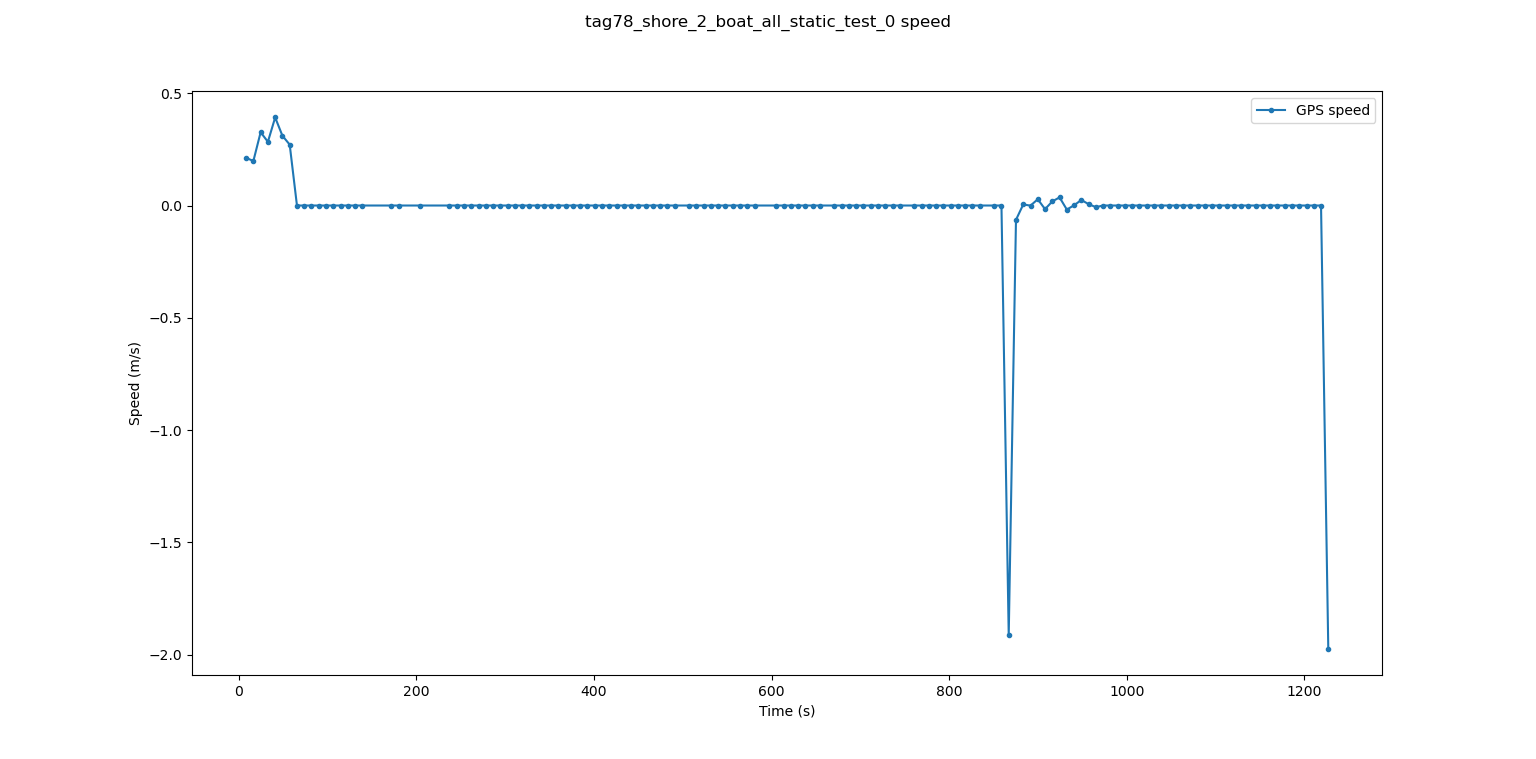 tag78_shore_2_boat_all_static_test_0 speed
GPS speed
0.5
0.0
−0.5
−1.0
−1.5
−2.0
Speed (m/s)
0 200 400 600 800 1000 1200
Time (s)